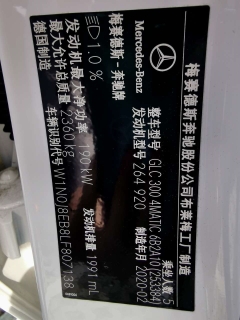 Mercedes-Benz
梅赛德斯奔驰股份公司布莱梅工厂制造
整车型号 GLC 300 4MATIC 6B2A17(253384) 乘坐人数 5
发动机型号 264 920 制造年月 2020-02
1.0 %
梅赛德斯-奔驰牌
发动机最大净功率 190 kW 发动机排量 1991 mL
最大允许总质量 2360 kg
车辆识别代号 W1N0J8EB8LF807138
德国制造